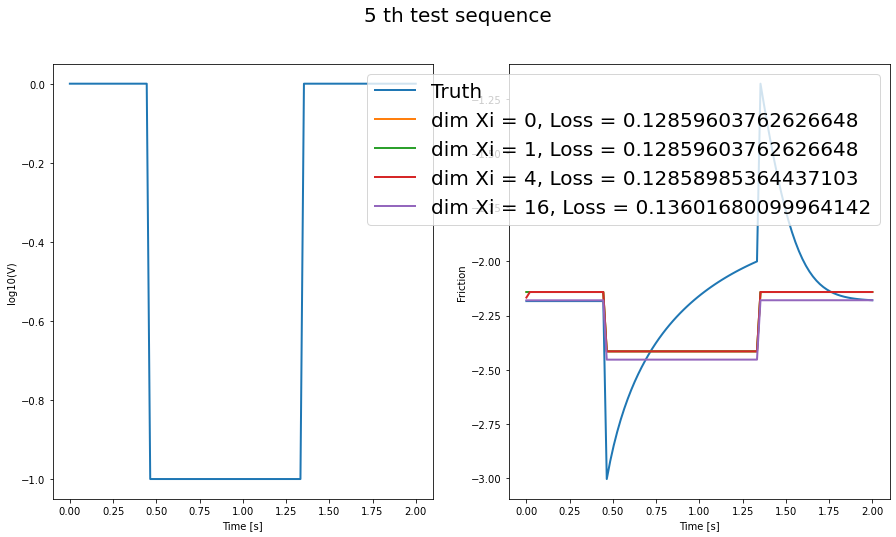 5 th test sequence
Truth
dim Xi = 0, Loss = 0.12859603762626648
dim Xi = 1, Loss = 0.12859603762626648
dim Xi = 4, Loss = 0.12858985364437103
dim Xi = 16, Loss = 0.13601680099964142
log10(V)
0.0
−0.2
−0.4
−0.6
−0.8
−1.0
0.00 0.25 0.50 0.75 1.00 1.25 1.50 1.75 2.00
Time [s]
Friction
−1.25
−2.00
−2.25
−2.50
−2.75
−3.00
0.00 0.25 0.50 0.75 1.00 1.25 1.50 1.75 2.00
Time [s]